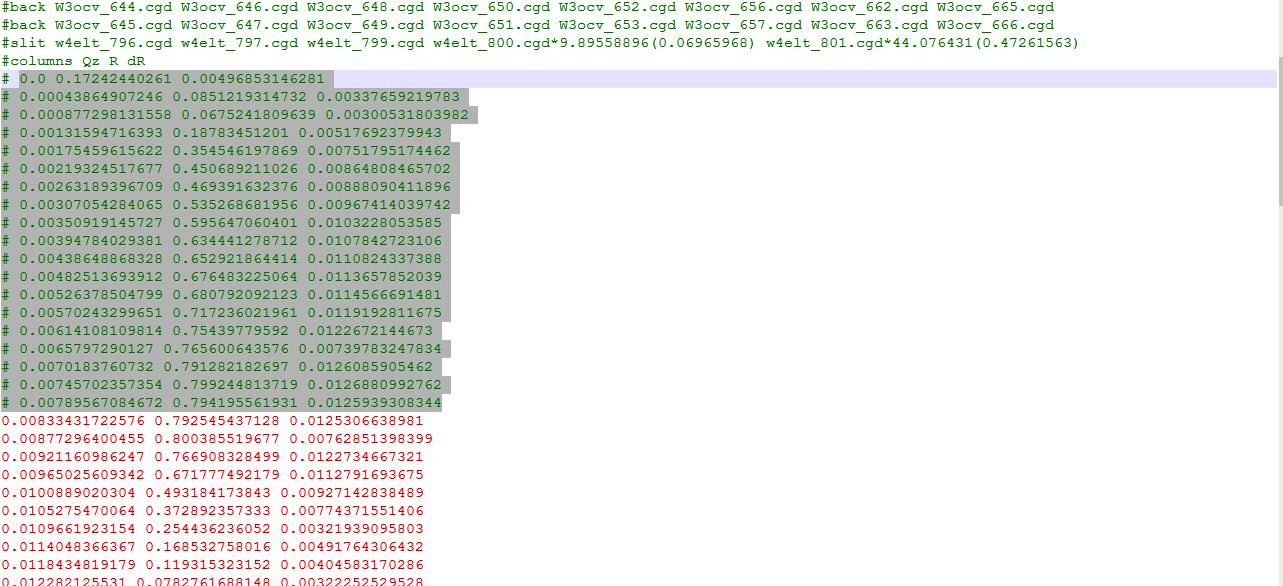 #back W3ocv_644.cgd W3ocv_646.cgd W3ocv_648.cgd W3ocv_650.cgd W3ocv_652.cgd W3ocv_656.cgd W3ocv_662.cgd W3ocv_665.cgd
#back W3ocv_645.cgd W3ocv_647.cgd W3ocv_649.cgd W3ocv_651.cgd W3ocv_653.cgd W3ocv_657.cgd W3ocv_663.cgd W3ocv_666.cgd
#slit w4elt_796.cgd w4elt_797.cgd w4elt_799.cgd w4elt_800.cgd*9.89558896(0.06965968) w4elt_801.cgd*44.076431(0.47261563)
#columns Qz R dR
# 0.0 0.17242440261 0.00496853146281
# 0.00043864907246 0.0851219314732 0.00337659219783
# 0.000877298131558 0.0675241809639 0.00300531803982
# 0.00131594716393 0.18783451201 0.00517692379943
# 0.00175459615622 0.354546197869 0.00751795174462
# 0.00219324517677 0.450689211026 0.00864808465702
# 0.00263189396709 0.469391632376 0.00888090411896
# 0.00307054284065 0.535268681956 0.00967414039742
# 0.00350919145727 0.595647060401 0.0103228053585
# 0.00394784029381 0.634441278712 0.0107842723106
# 0.00438648868328 0.652921864414 0.0110824337388
# 0.00482513693912 0.676483225064 0.0113657852039
# 0.00526378504799 0.680792092123 0.0114566691481
# 0.00570243299651 0.717236021961 0.0119192811675
# 0.00614108109814 0.75439779592 0.0122672144673
# 0.0065797290127 0.765600643576 0.00739783247834
# 0.0070183760732 0.791282182697 0.0126085905462
# 0.00745702357354 0.799244813719 0.0126880992762
# 0.00789567084672 0.794195561931 0.0125939308344
0.00833431722576 0.792545437128 0.0125306638981
0.00877296400455 0.800385519677 0.00762851398399
0.00921160986247 0.766908328499 0.0122734667321
0.00965025609342 0.671777492179 0.0112791693675
0.0100889020304 0.493184173843 0.00927142838489
0.0105275470064 0.372892357333 0.00774371551406
0.0109661923154 0.254436236052 0.00321939095803
0.0114048366367 0.168532758016 0.00491764306432
0.0118434819179 0.119315323152 0.00404583170286
0.012282125531 0.0782761688148 0.00322252529528